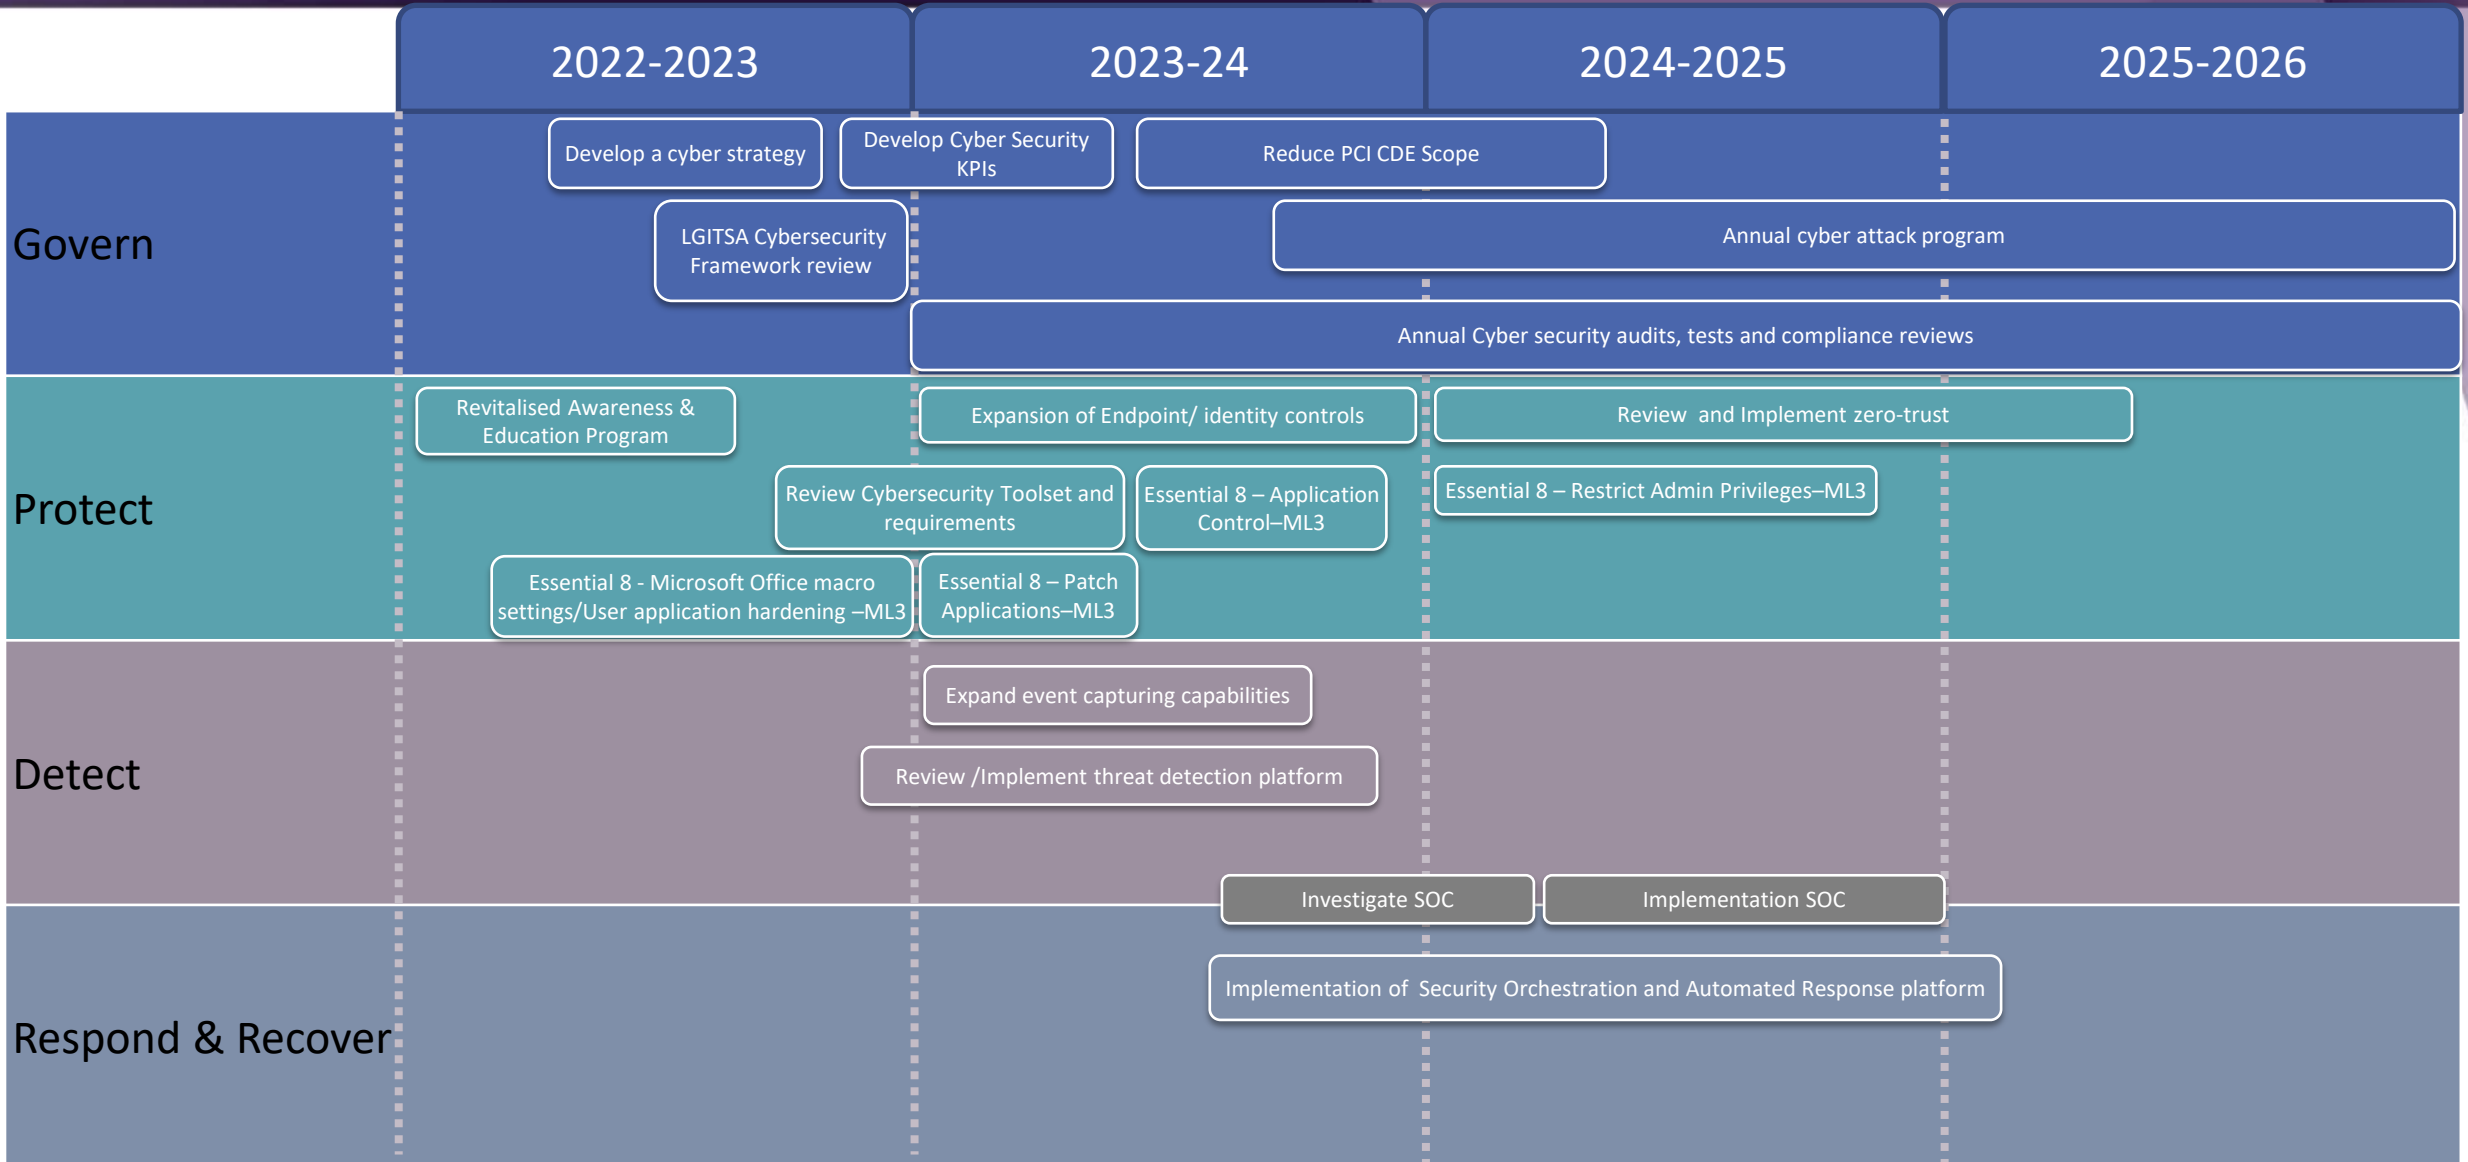 2022-2023
2023-24
2024-2025
2025-2026
Govern
Develop a cyber strategy
Develop Cyber Security
KPIs
Reduce PCI CDE Scope
LGITSA Cybersecurity
Framework review
Annual cyber attack program
Annual Cyber security audits, tests and compliance reviews
Protect
Revitalised Awareness &
Education Program
Expansion of Endpoint/ identity controls
Review  and Implement zero-trust
Review Cybersecurity Toolset and
requirements
Essential 8 – Application
Control–ML3
Essential 8 – Restrict Admin Privileges–ML3
Essential 8 - Microsoft Office macro
settings/User application hardening –ML3
Essential 8 – Patch
Applications–ML3
Detect
Expand event capturing capabilities
Review /Implement threat detection platform
Investigate SOC
Implementation SOC
Respond & Recover
Implementation of  Security Orchestration and Automated Response platform